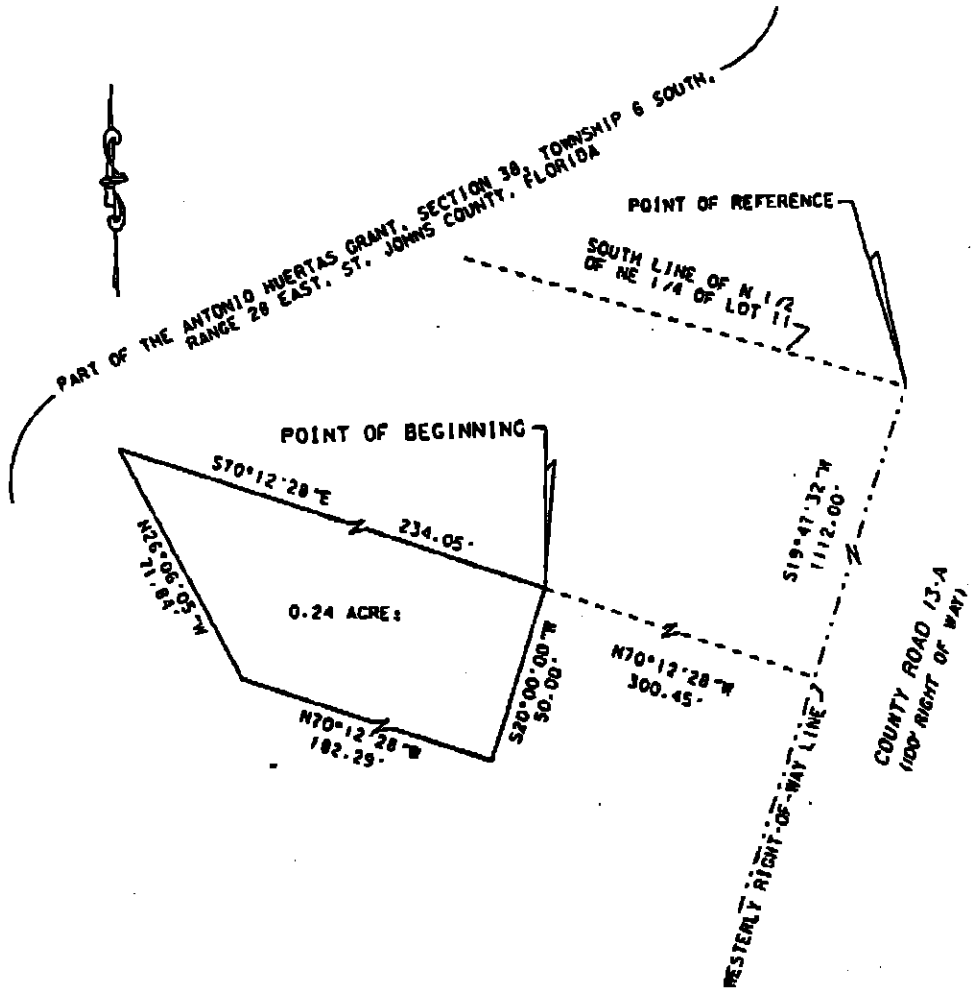 PART OF THE ANTONIO HUERTAS GRANT, SECTION 38, TOWNSHIP 6 SOUTH,
RANGE 28 EAST, ST. JOHNS COUNTY, FLORIDA
POINT OF REFERENCE
SOUTH LINE OF N 1/2
OF NE 1/4 OF LOT 11
POINT OF BEGINNING
S70°12'28"E
234.05'
S19°47'32"W
1112.00'
N26°06'05"W
71.84'
0.24 ACRE±
S20°00'00"W
50.00'
N70°12'28"W
300.45'
N70°12'28"W
182.29'
COUNTY ROAD 13-A
(100' RIGHT OF WAY)
WESTERLY RIGHT-OF-WAY LINE